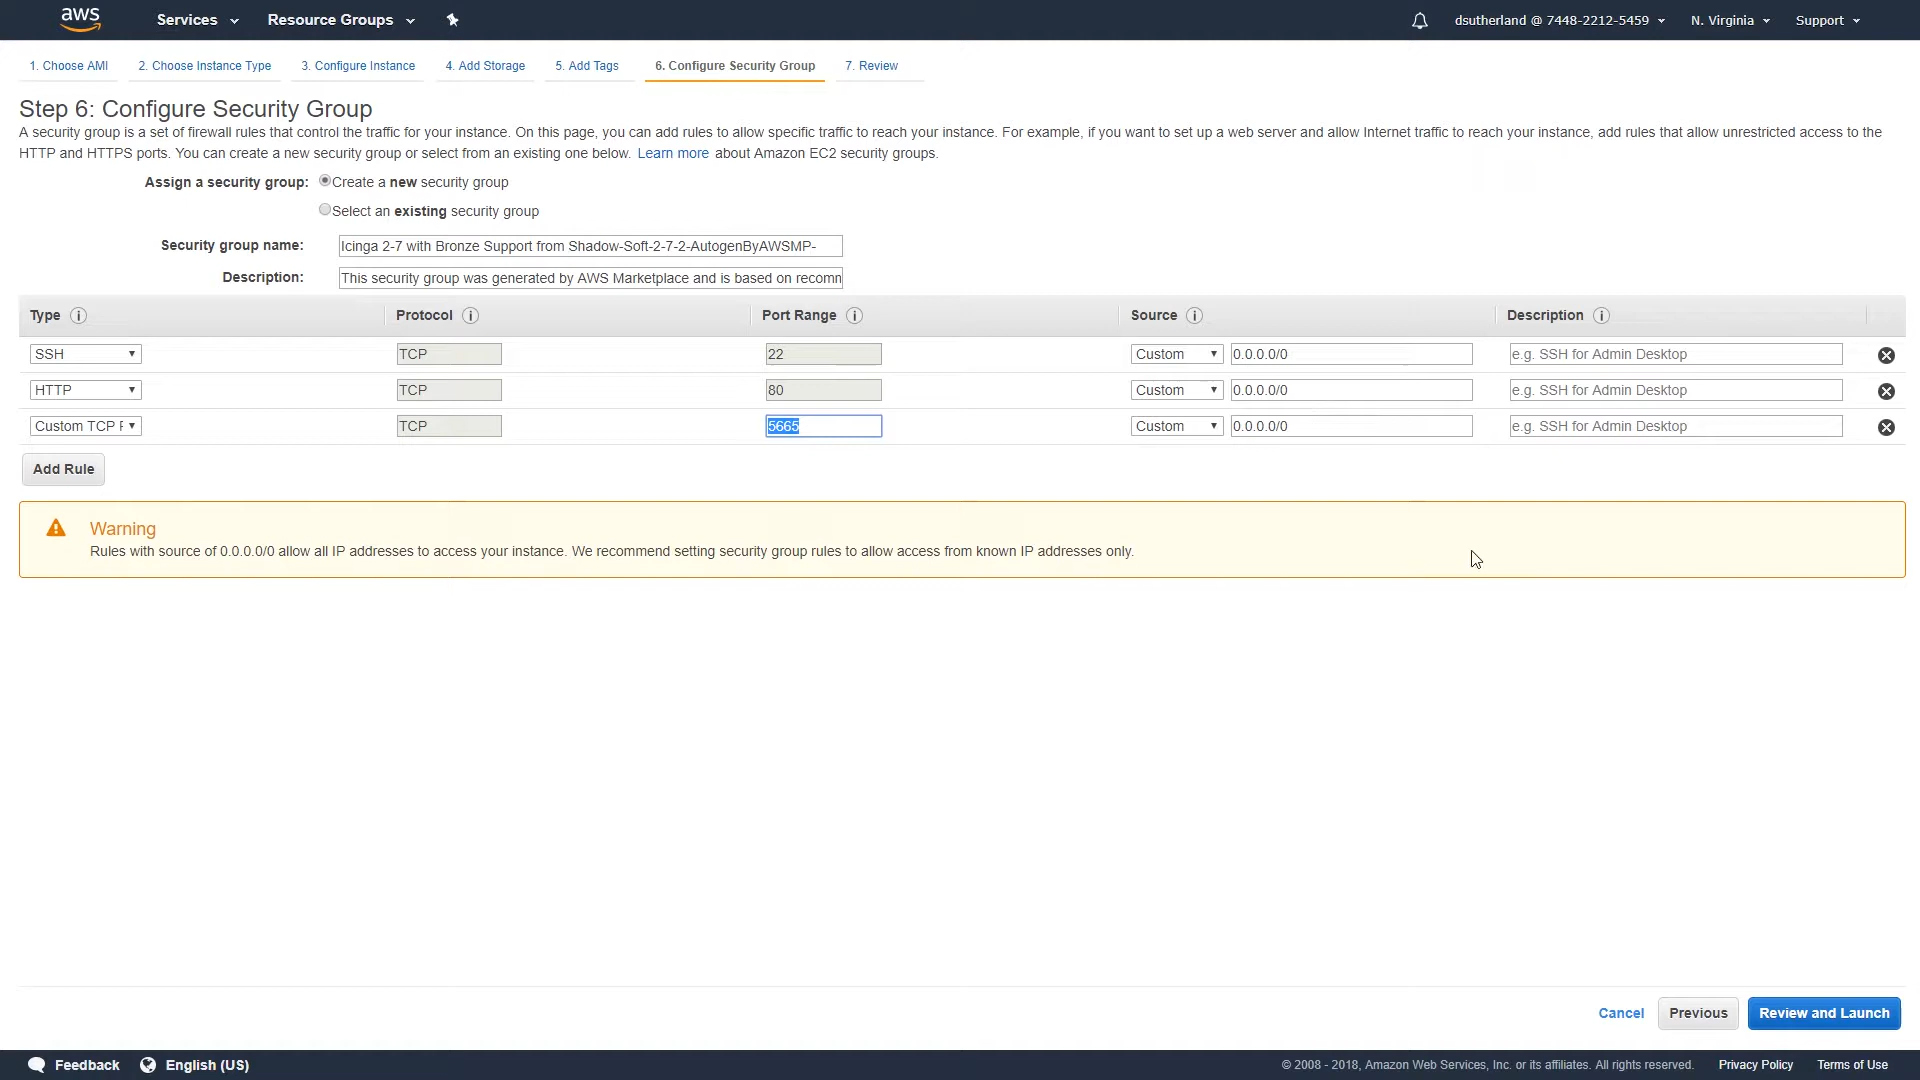 aws Services Resource Groups dsutherland @ 7448-2212-5459 N. Virginia Support
1. Choose AMI 2. Choose Instance Type 3. Configure Instance 4. Add Storage 5. Add Tags 6. Configure Security Group 7. Review
Step 6: Configure Security Group
A security group is a set of firewall rules that control the traffic for your instance. On this page, you can add rules to allow specific traffic to reach your instance. For example, if you want to set up a web server and allow Internet traffic to reach your instance, add rules that allow unrestricted access to the
HTTP and HTTPS ports. You can create a new security group or select from an existing one below. Learn more about Amazon EC2 security groups.
Assign a security group: Create a new security group
Select an existing security group
Security group name: Icinga 2-7 with Bronze Support from Shadow-Soft-2-7-2-AutogenByAWSMP-
Description: This security group was generated by AWS Marketplace and is based on recomn
Type Protocol Port Range Source Description
SSH TCP 22 Custom 0.0.0.0/0 e.g. SSH for Admin Desktop
HTTP TCP 80 Custom 0.0.0.0/0 e.g. SSH for Admin Desktop
Custom TCP F TCP 5665 Custom 0.0.0.0/0 e.g. SSH for Admin Desktop
Add Rule
Warning
Rules with source of 0.0.0.0/0 allow all IP addresses to access your instance. We recommend setting security group rules to allow access from known IP addresses only.
Cancel Previous Review and Launch
Feedback English (US) © 2008 - 2018, Amazon Web Services, Inc. or its affiliates. All rights reserved. Privacy Policy Terms of Use